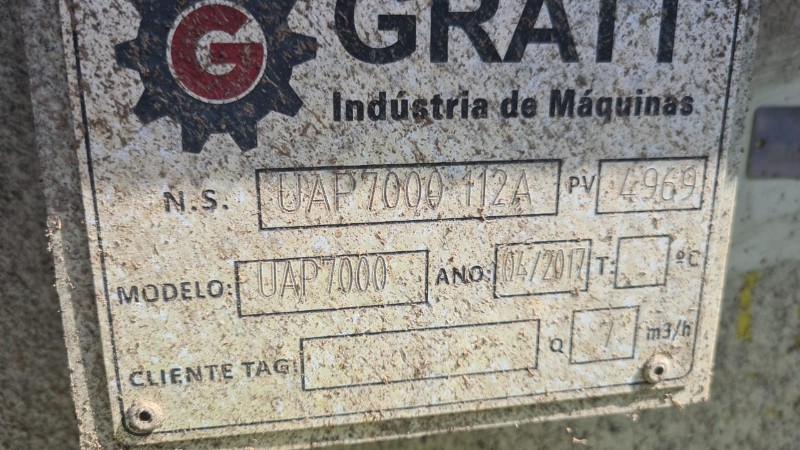 G GRATT
Indústria de Máquinas
N.S. UAP7000 112A PV 4969
MODELO: UAP7000 ANO: 04/2017 T: ºC
CLIENTE TAG: Q 7 m3/h